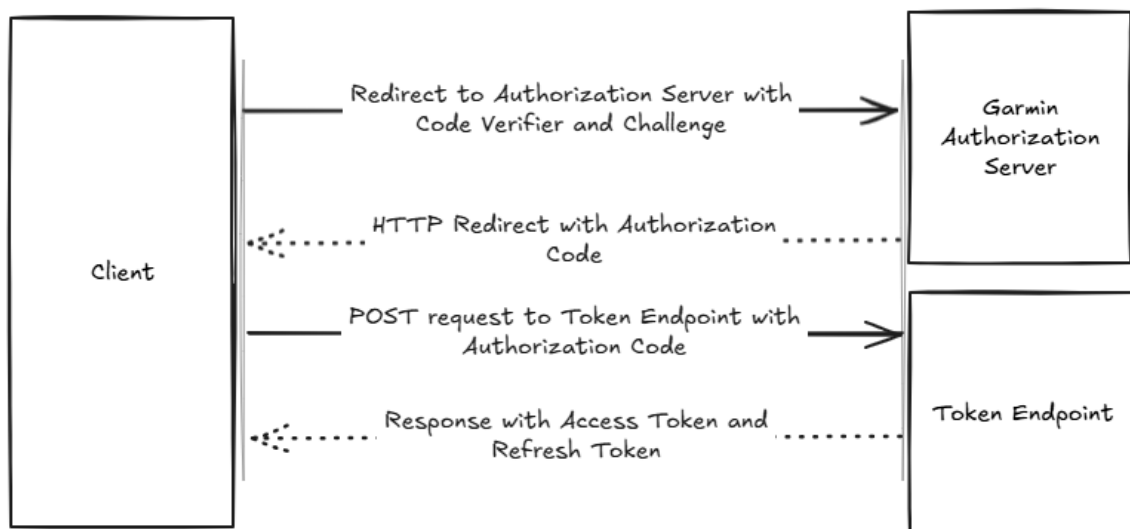 Redirect to Authorization Server with
Code Verifier and Challenge
Garmin
Authorization
Server
HTTP Redirect with Authorization
Code
Client
POST request to Token Endpoint with
Authorization Code
Response with Access Token and
Refresh Token
Token Endpoint